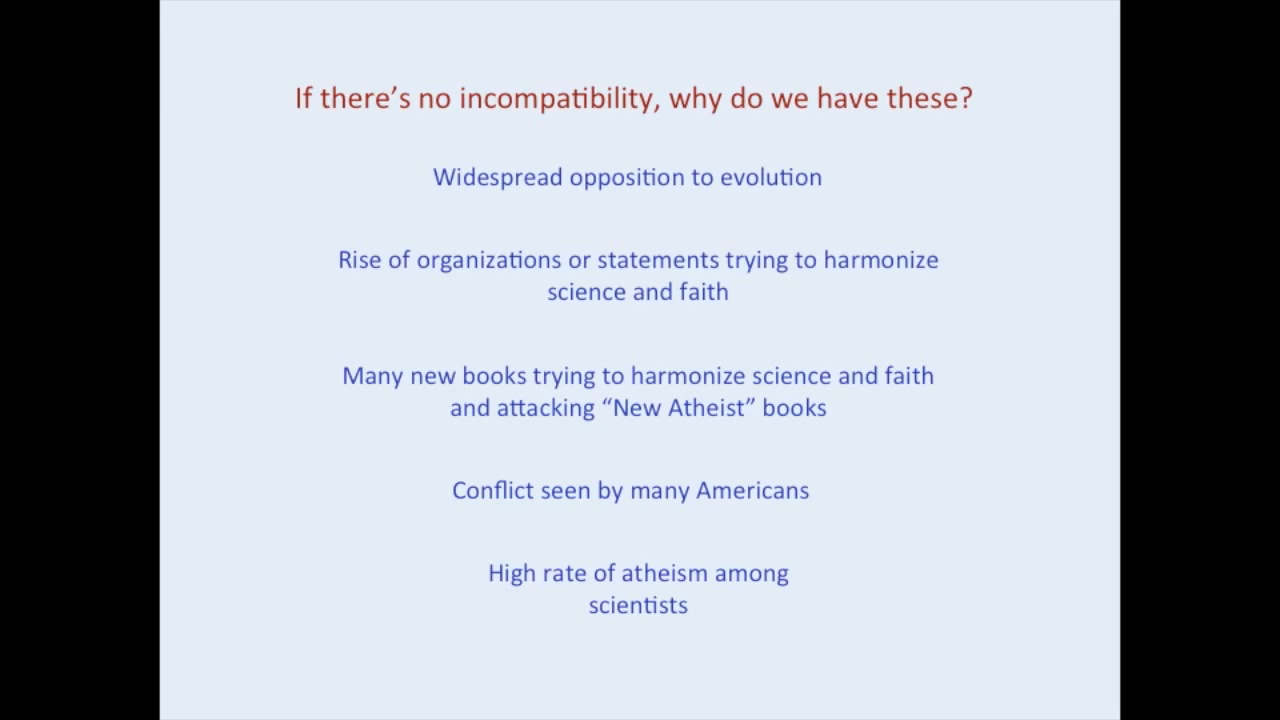 If there’s no incompatibility, why do we have these?
Widespread opposition to evolution
Rise of organizations or statements trying to harmonize
science and faith
Many new books trying to harmonize science and faith
and attacking “New Atheist” books
Conflict seen by many Americans
High rate of atheism among
scientists